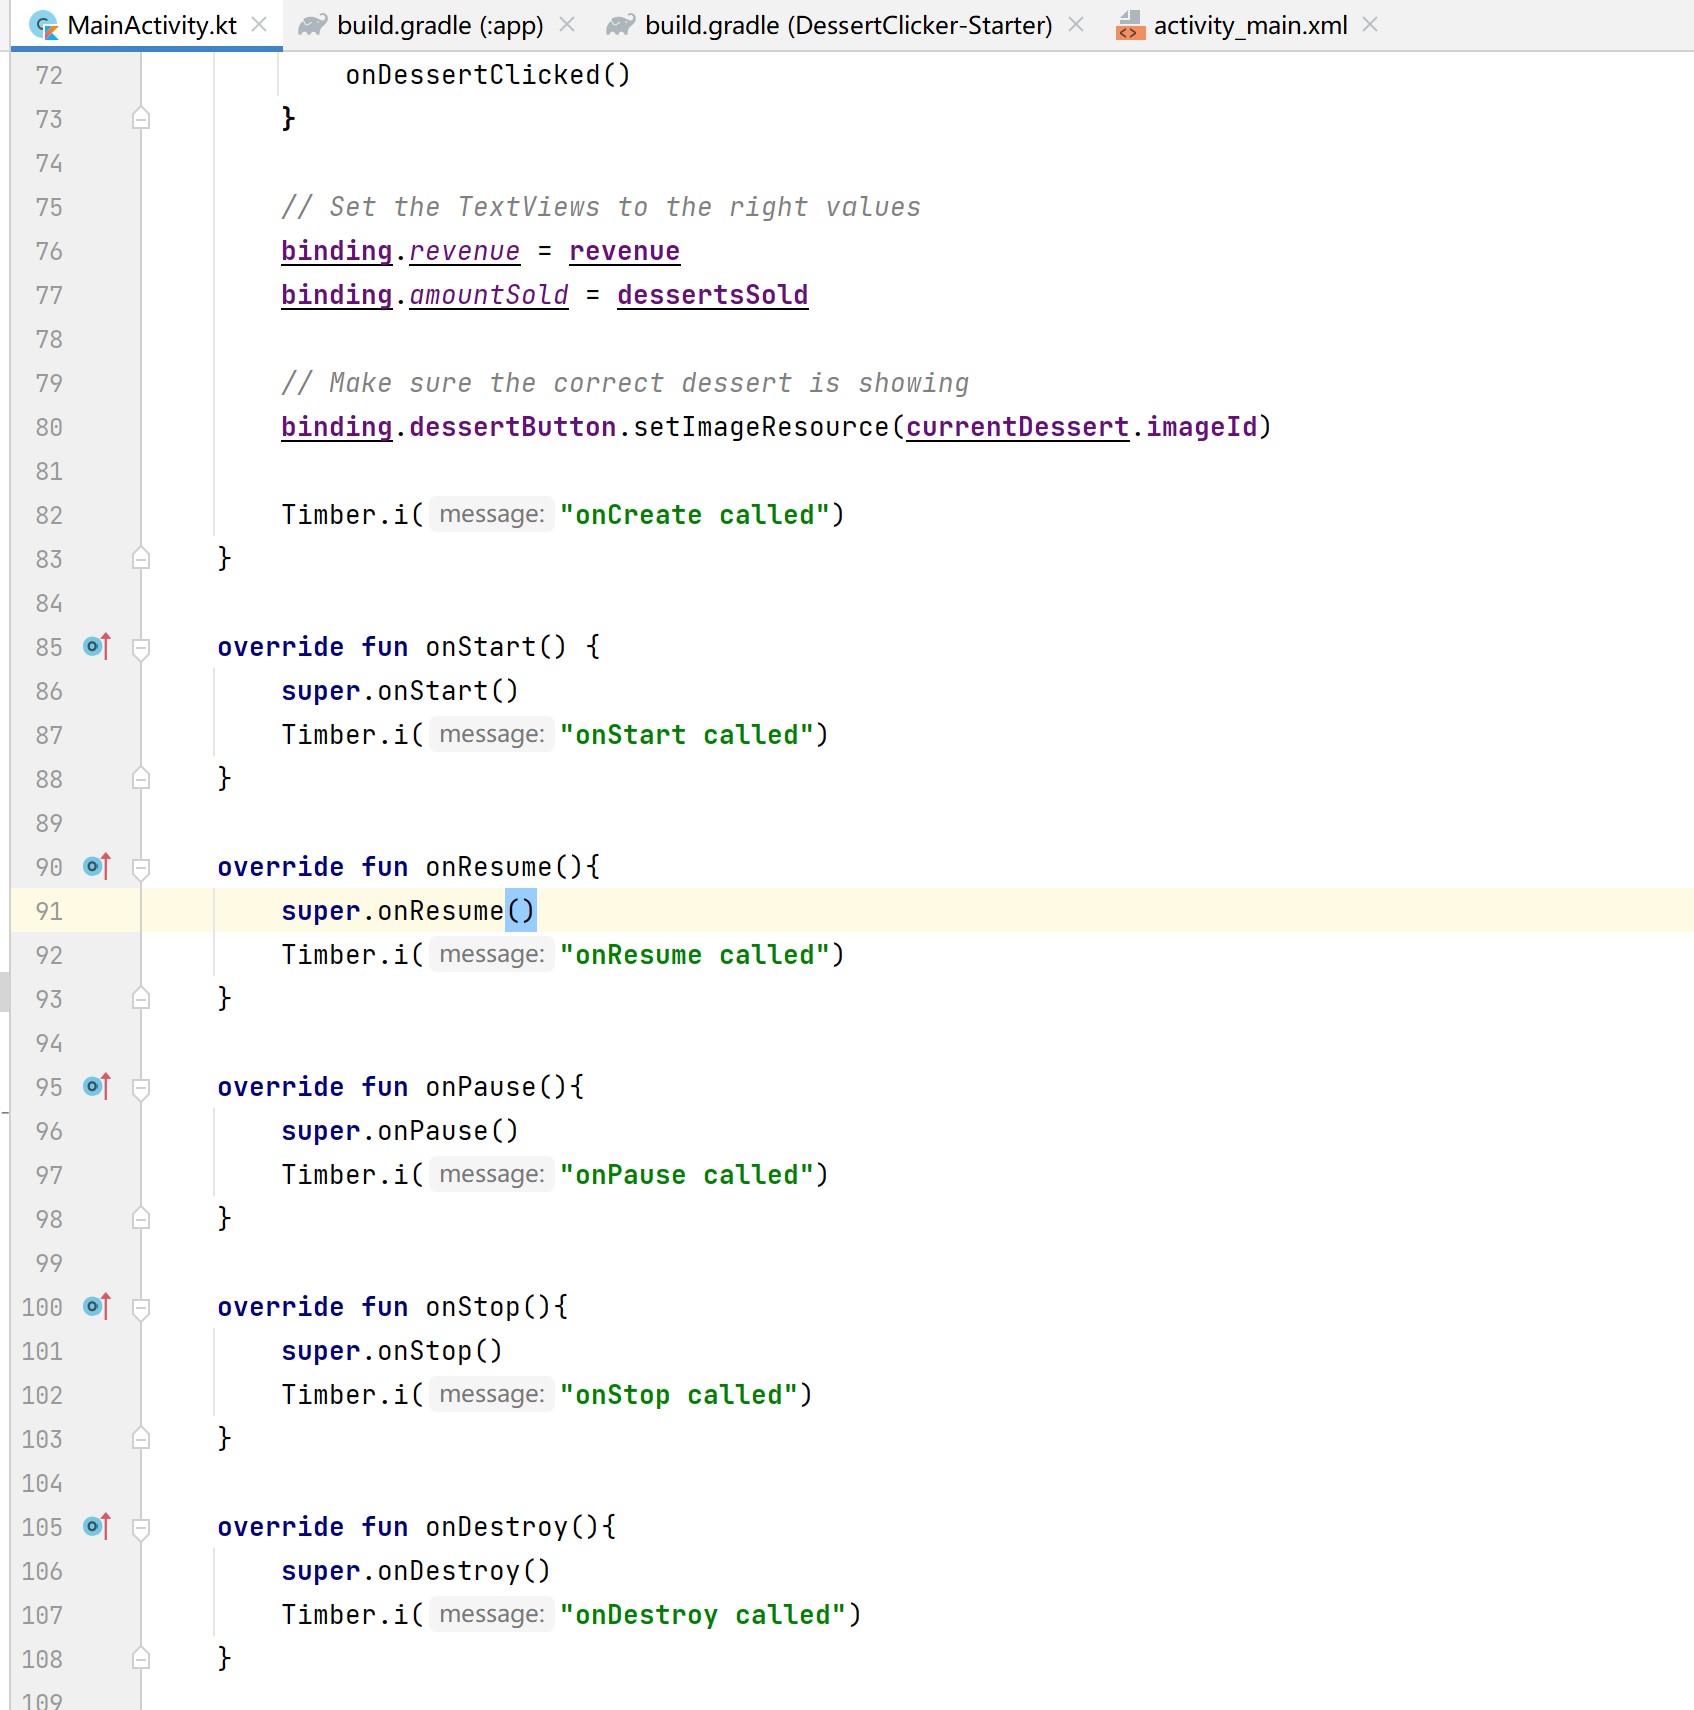 MainActivity.kt build.gradle (:app) build.gradle (DessertClicker-Starter) activity_main.xml
72 onDessertClicked()
73 }
74
75 // Set the TextViews to the right values
76 binding.revenue = revenue
77 binding.amountSold = dessertsSold
78
79 // Make sure the correct dessert is showing
80 binding.dessertButton.setImageResource(currentDessert.imageId)
81
82 Timber.i( message: "onCreate called")
83 }
84
85 override fun onStart() {
86 super.onStart()
87 Timber.i( message: "onStart called")
88 }
89
90 override fun onResume(){
91 super.onResume()
92 Timber.i( message: "onResume called")
93 }
94
95 override fun onPause(){
96 super.onPause()
97 Timber.i( message: "onPause called")
98 }
99
100 override fun onStop(){
101 super.onStop()
102 Timber.i( message: "onStop called")
103 }
104
105 override fun onDestroy(){
106 super.onDestroy()
107 Timber.i( message: "onDestroy called")
108 }
109